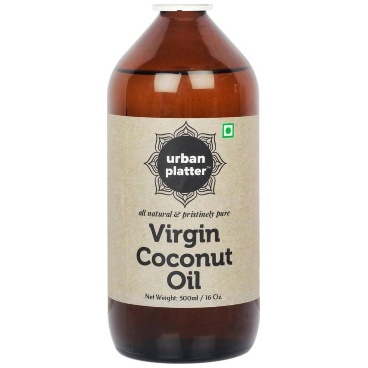 urban
platter
all natural & pristinely pure
Virgin
Coconut
Oil
Net Weight: 500ml / 16 Oz.